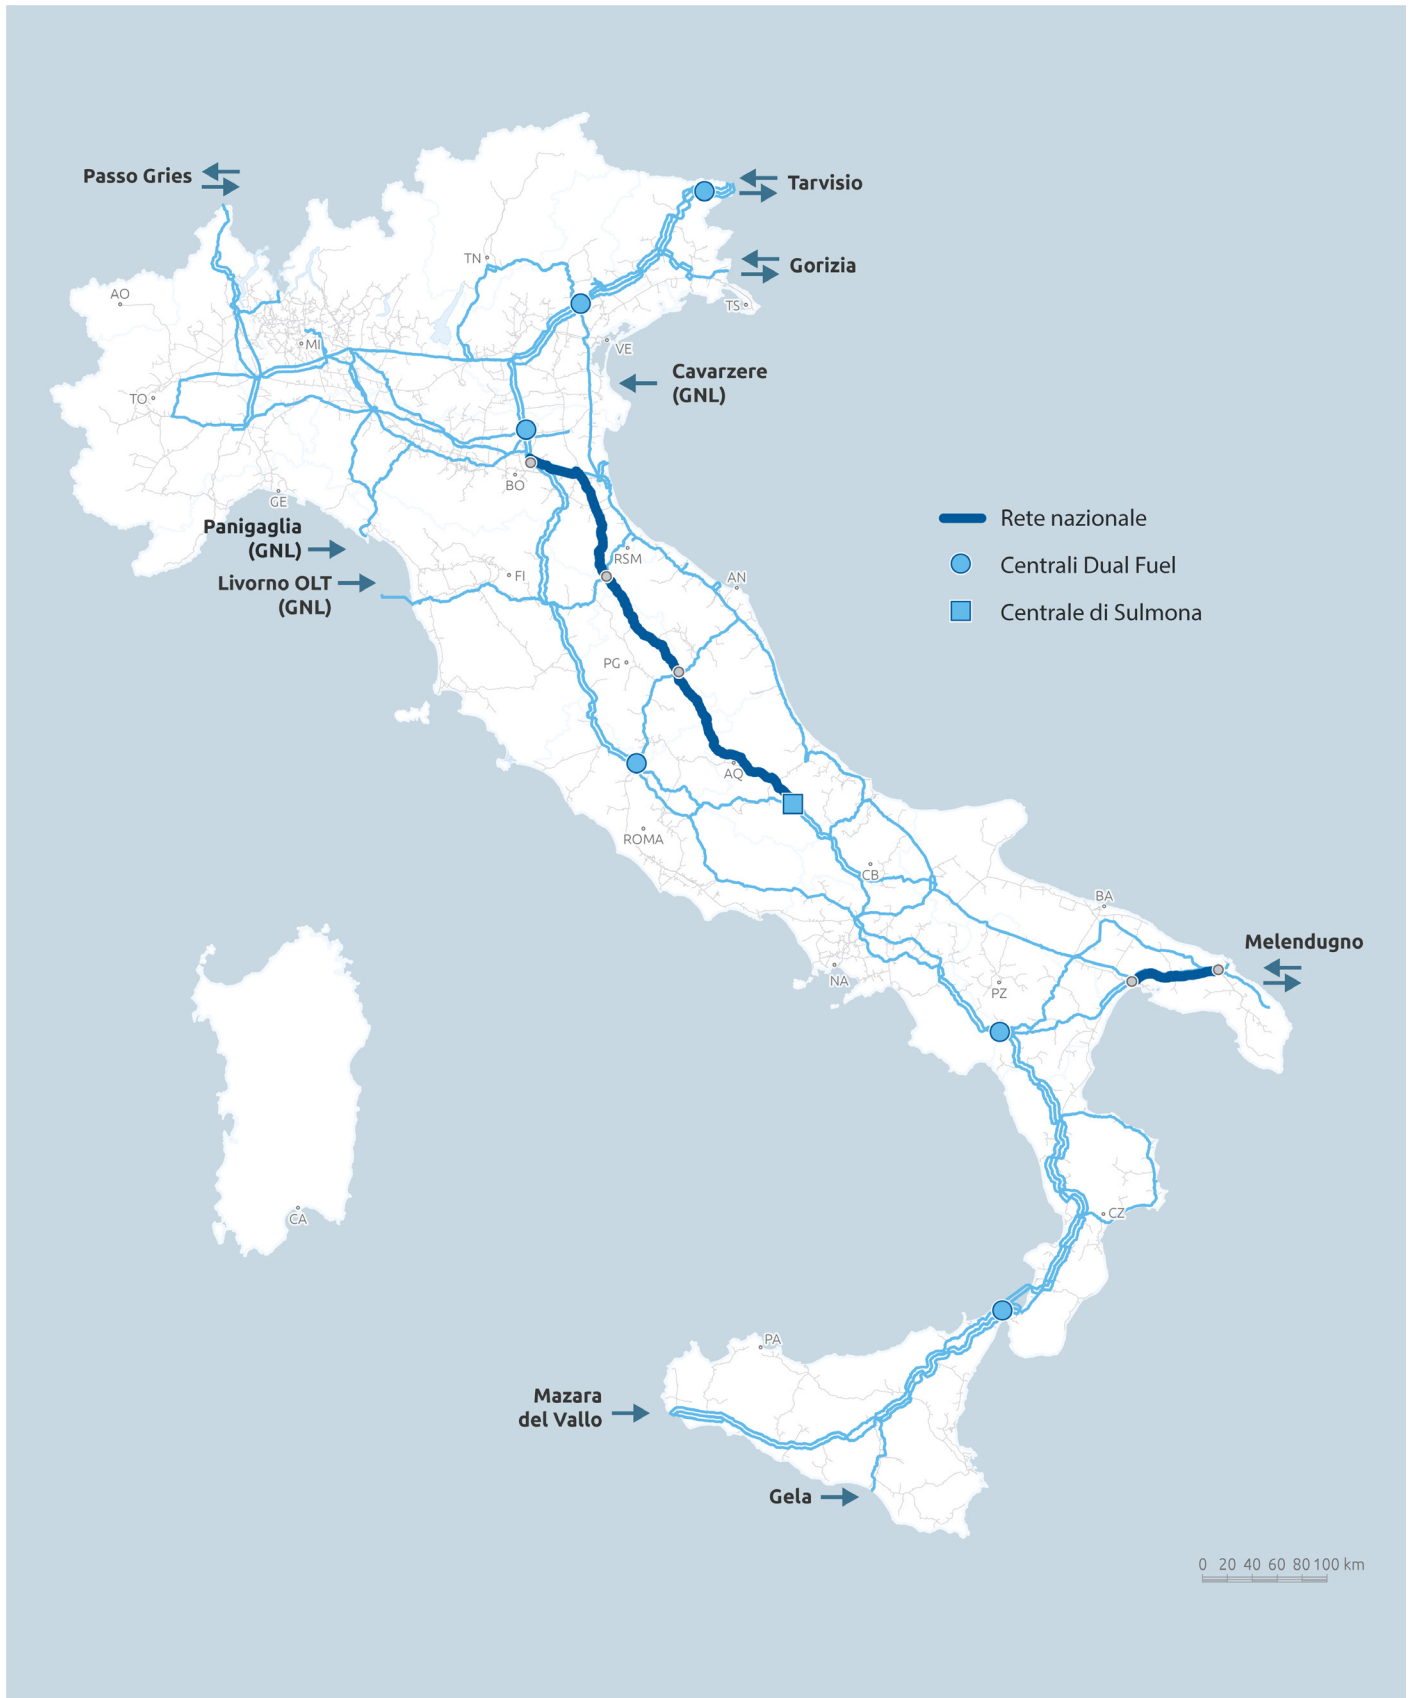 Passo Gries
Tarvisio
TN
Gorizia
AO
TS
MI
VE
Cavarzere
(GNL)
TO
BO
GE
Panigaglia
(GNL)
Rete nazionale
RSM
Centrali Dual Fuel
FI
AN
Livorno OLT
(GNL)
Centrale di Sulmona
PG
AQ
ROMA
CB
BA
Melendugno
NA
PZ
CA
CZ
PA
Mazara
del Vallo
Gela
0 20 40 60 80 100 km